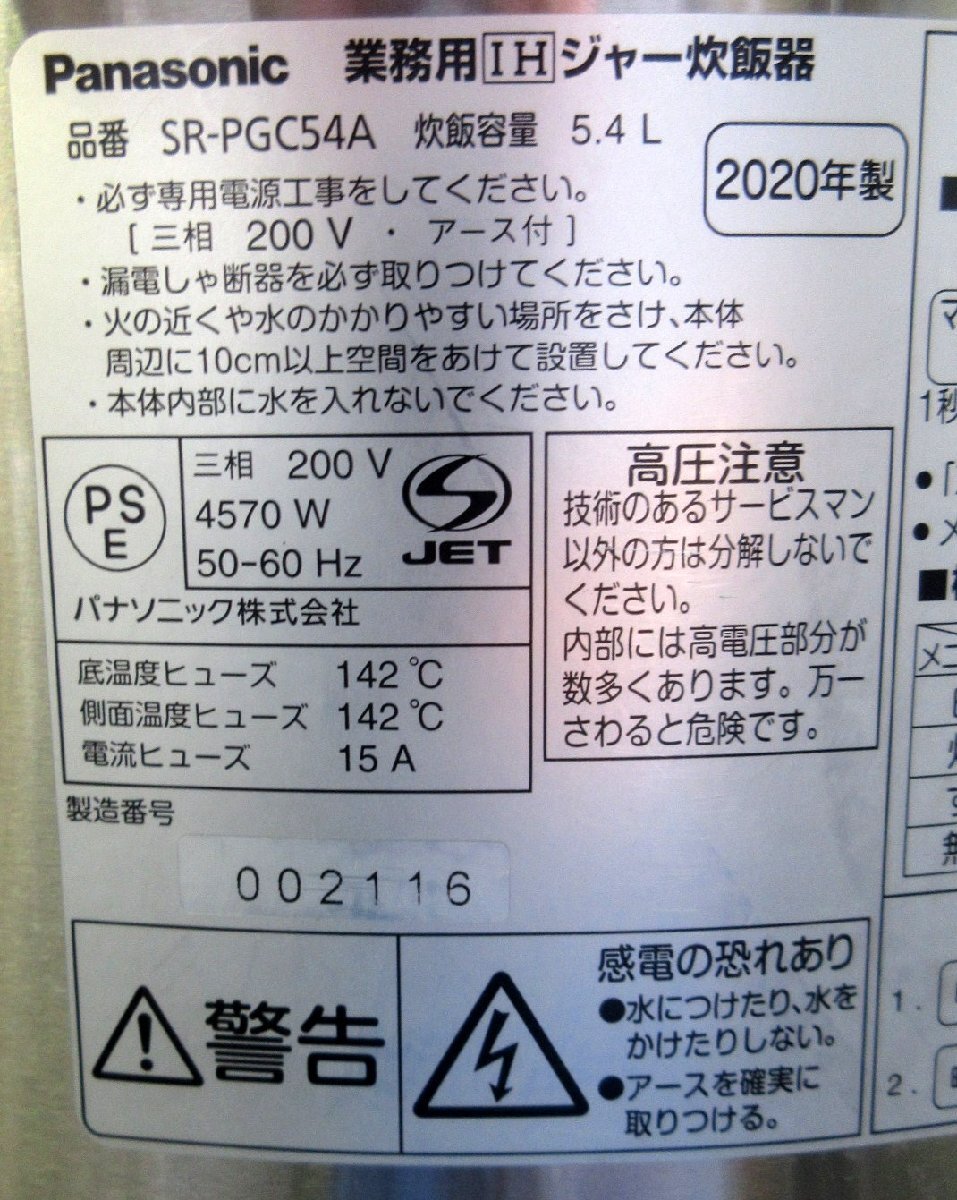 Panasonic 業務用IHジャー炊飯器
品番 SR-PGC54A 炊飯容量 5.4 L
2020年製
・必ず専用電源工事をしてください。
[ 三相 200 V ・ アース付 ]
・漏電しゃ断器を必ず取りつけてください。
・火の近くや水のかかりやすい場所をさけ、本体
周辺に10cm以上空間をあけて設置してください。
・本体内部に水を入れないでください。
PS
E
三相 200 V
4570 W
50-60 Hz
JET
パナソニック株式会社
底温度ヒューズ 142 ℃
側面温度ヒューズ 142 ℃
電流ヒューズ 15 A
高圧注意
技術のあるサービスマン
以外の方は分解しないで
ください。
内部には高電圧部分が
数多くあります。万一
さわると危険です。
製造番号
002116
警告
感電の恐れあり
●水につけたり、水を
かけたりしない。
●アースを確実に
取りつける。
1秒
1.
2.